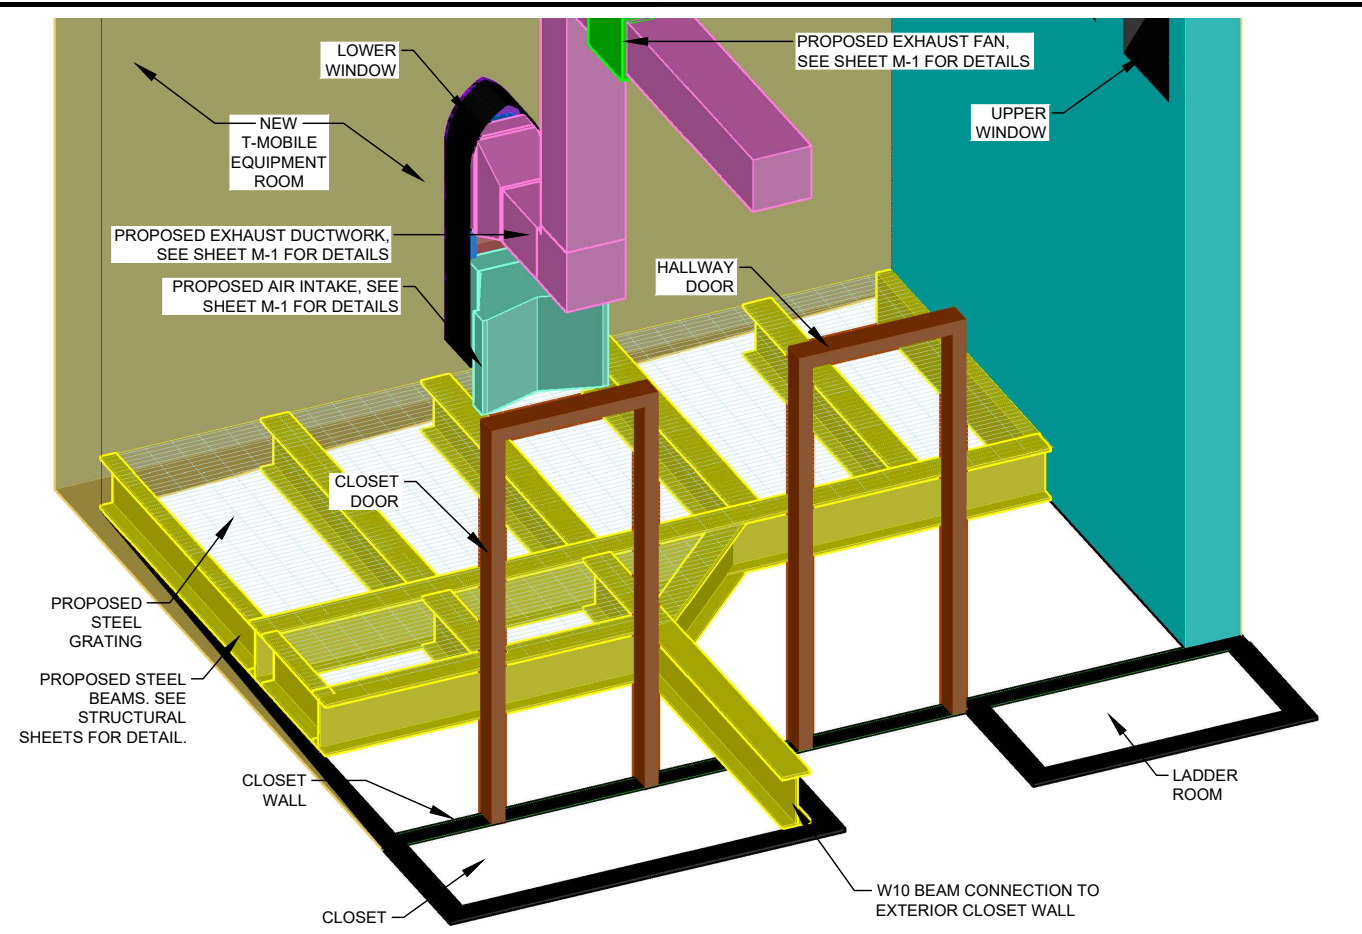 LOWER
WINDOW
PROPOSED EXHAUST FAN,
SEE SHEET M-1 FOR DETAILS
UPPER
WINDOW
NEW
T-MOBILE
EQUIPMENT
ROOM
PROPOSED EXHAUST DUCTWORK,
SEE SHEET M-1 FOR DETAILS
PROPOSED AIR INTAKE, SEE
SHEET M-1 FOR DETAILS
HALLWAY
DOOR
CLOSET
DOOR
PROPOSED
STEEL
GRATING
PROPOSED STEEL
BEAMS. SEE
STRUCTURAL
SHEETS FOR DETAIL.
CLOSET
WALL
LADDER
ROOM
CLOSET
W10 BEAM CONNECTION TO
EXTERIOR CLOSET WALL